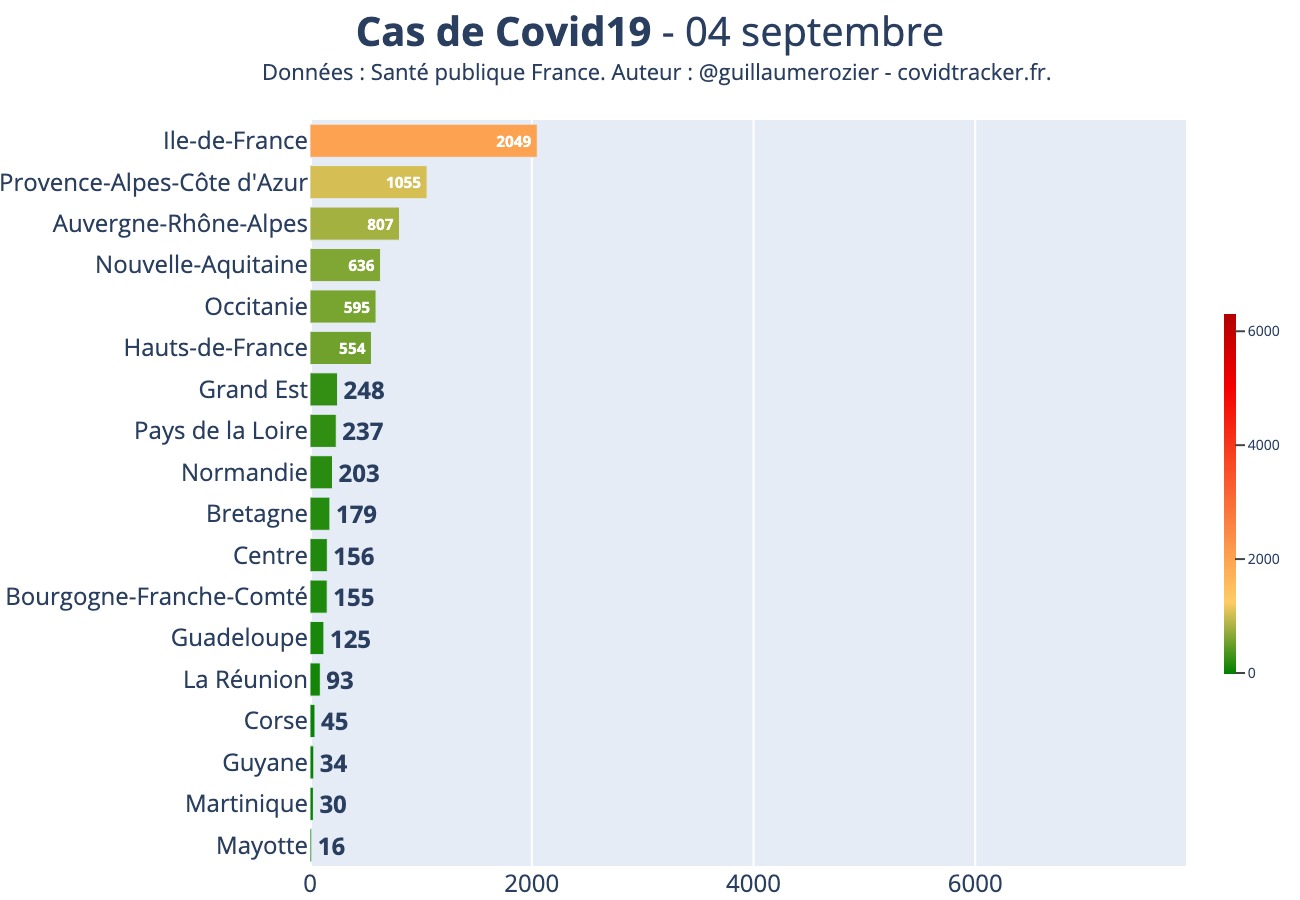 Cas de Covid19 - 04 septembre
Données : Santé publique France. Auteur : @guillaumerozier - covidtracker.fr.
Ile-de-France 2049
Provence-Alpes-Côte d'Azur 1055
Auvergne-Rhône-Alpes 807
Nouvelle-Aquitaine 636
Occitanie 595
Hauts-de-France 554
Grand Est 248
Pays de la Loire 237
Normandie 203
Bretagne 179
Centre 156
Bourgogne-Franche-Comté 155
Guadeloupe 125
La Réunion 93
Corse 45
Guyane 34
Martinique 30
Mayotte 16
0 2000 4000 6000
6000
4000
2000
0